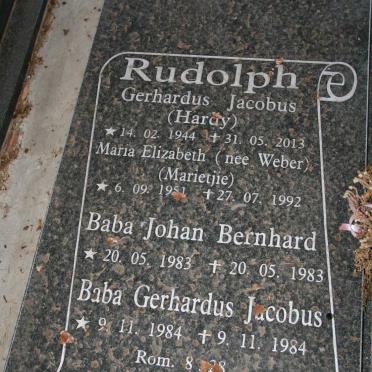 Rudolph
Gerhardus Jacobus
(Hardy)
★ 14. 02. 1944 ✝ 31. 05. 2013
Maria Elizabeth (nee Weber)
(Marietjie)
★ 6. 09. 1951 ✝ 27. 07. 1992
Baba Johan Bernhard
★ 20. 05. 1983 ✝ 20. 05. 1983
Baba Gerhardus Jacobus
★ 9. 11. 1984 ✝ 9. 11. 1984
Rom. 8 28